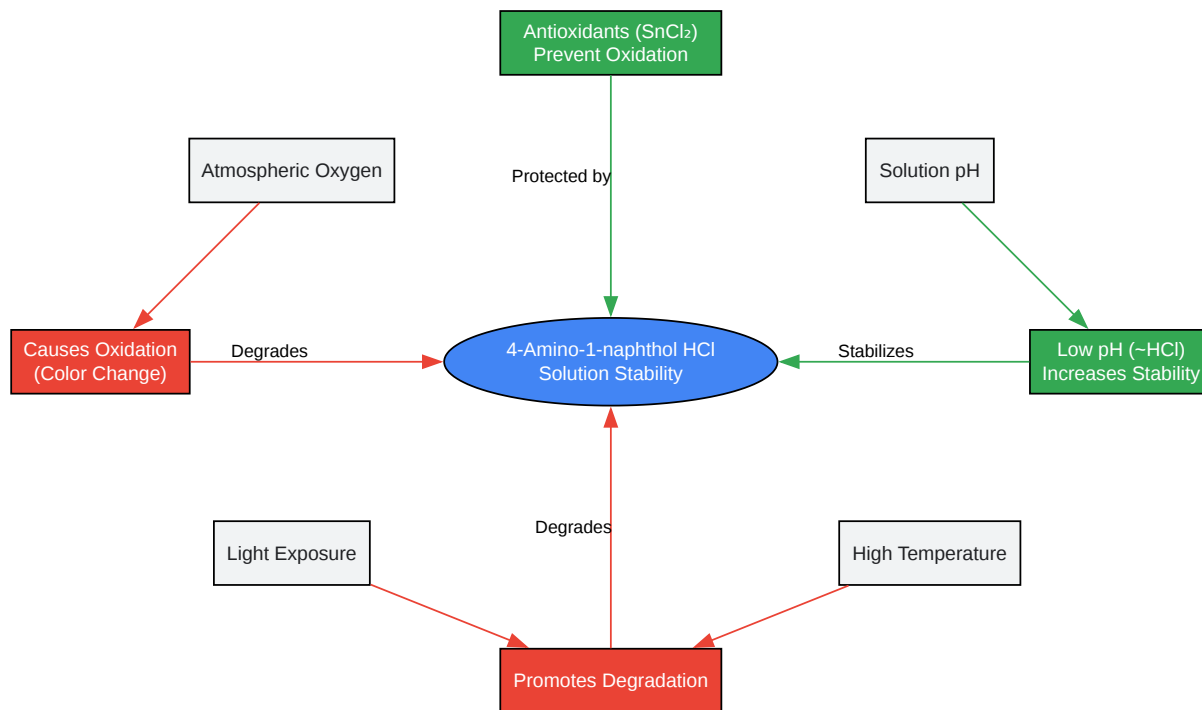 Antioxidants (SnCl₂)
Prevent Oxidation
Atmospheric Oxygen
Solution pH
Protected by
Causes Oxidation
(Color Change)
Degrades
4-Amino-1-naphthol HCl
Solution Stability
Stabilizes
Low pH (~HCl)
Increases Stability
Light Exposure
Degrades
High Temperature
Promotes Degradation